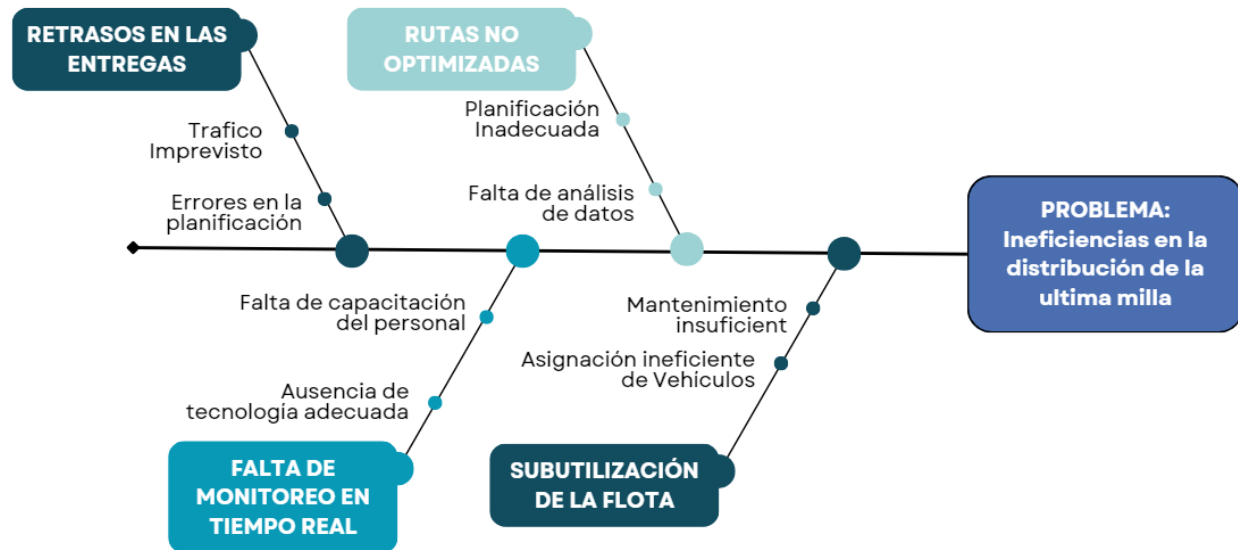 RETRASOS EN LAS
ENTREGAS
Trafico
Imprevisto
Errores en la
planificación
RUTAS NO
OPTIMIZADAS
Planificación
Inadecuada
Falta de análisis
de datos
PROBLEMA:
Ineficiencias en la
distribución de la
ultima milla
Falta de capacitación
del personal
Ausencia de
tecnología adecuada
FALTA DE
MONITOREO EN
TIEMPO REAL
Mantenimiento
insuficient
Asignación ineficiente
de Vehículos
SUBUTILIZACIÓN
DE LA FLOTA